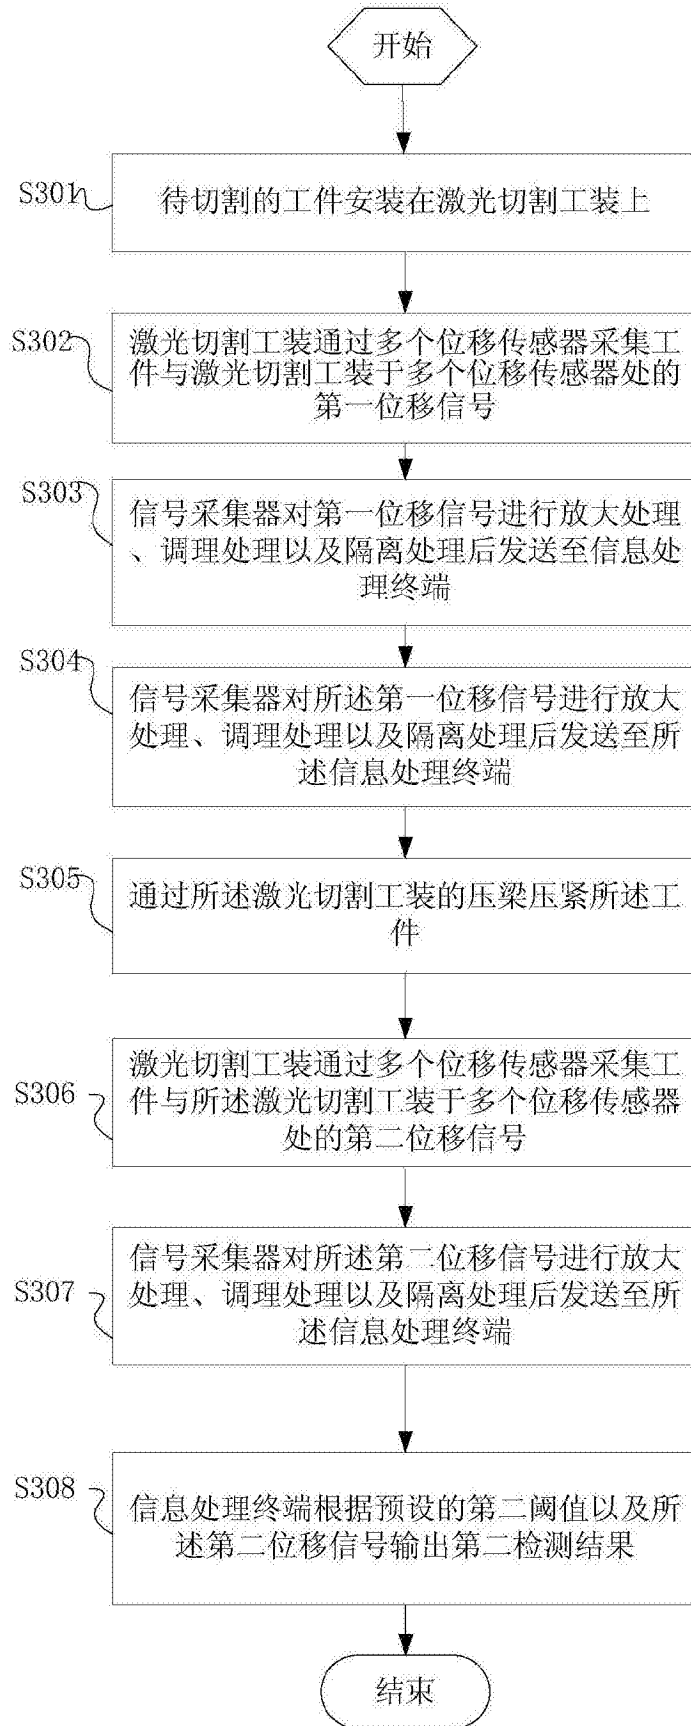 开始
S301
待切割的工件安装在激光切割工装上
S302
激光切割工装通过多个位移传感器采集工
件与激光切割工装于多个位移传感器处的
第一位移信号
S303
信号采集器对第一位移信号进行放大处理
、调理处理以及隔离处理后发送至信息处
理终端
S304
信号采集器对所述第一位移信号进行放大
处理、调理处理以及隔离处理后发送至所
述信息处理终端
S305
通过所述激光切割工装的压梁压紧所述工
件
S306
激光切割工装通过多个位移传感器采集工
件与所述激光切割工装于多个位移传感器
处的第二位移信号
S307
信号采集器对所述第二位移信号进行放大
处理、调理处理以及隔离处理后发送至所
述信息处理终端
S308
信息处理终端根据预设的第二阈值以及所
述第二位移信号输出第二检测结果
结束